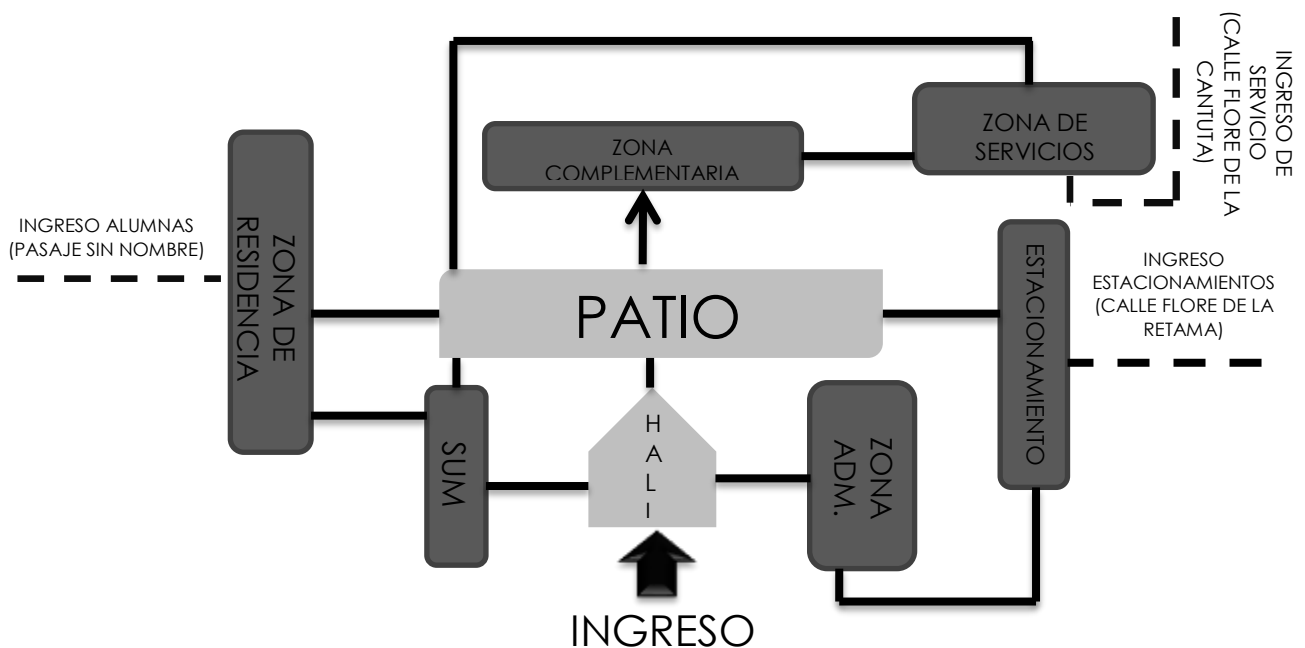 INGRESO DE
SERVICIO
(CALLE FLORE DE LA
CANTUTA)
ZONA DE
SERVICIOS
ZONA
COMPLEMENTARIA
INGRESO ALUMNAS
(PASAJE SIN NOMBRE)
ZONA DE
RESIDENCIA
PATIO
ESTACIONAMIENTO
INGRESO
ESTACIONAMIENTOS
(CALLE FLORE DE LA
RETAMA)
SUM
H
A
L
I
ZONA
ADM.
INGRESO